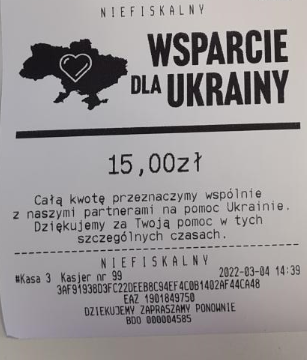 NIEFISKALNY
WSPARCIE
DLA UKRAINY
15,00zł
Całą kwotę przeznaczymy wspólnie
z naszymi partnerami na pomoc Ukrainie.
Dziękujemy za Twoją pomoc w tych
szczególnych czasach.
NIEFISKALNY
#Kasa 3 Kasjer nr 99 2022-03-04 14:39
3AF91938D3FC22DEEB8C94EF4C0B1402AF44CA48
EAZ 1901849750
DZIEKUJEMY ZAPRASZAMY PONOWNIE
BDO 000004585